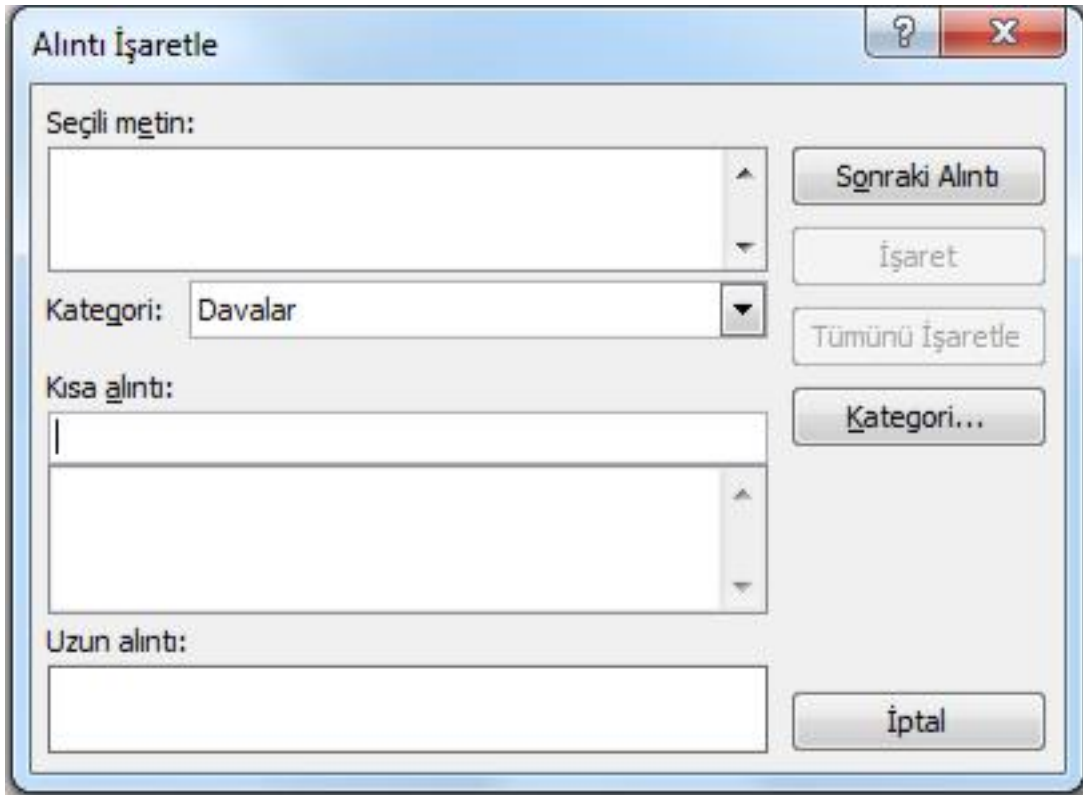 Alıntı İşaretle
Seçili metin:
Sonraki Alıntı
İşaret
Kategori: Davalar
Tümünü İşaretle
Kısa alıntı:
Kategori...
Uzun alıntı:
İptal